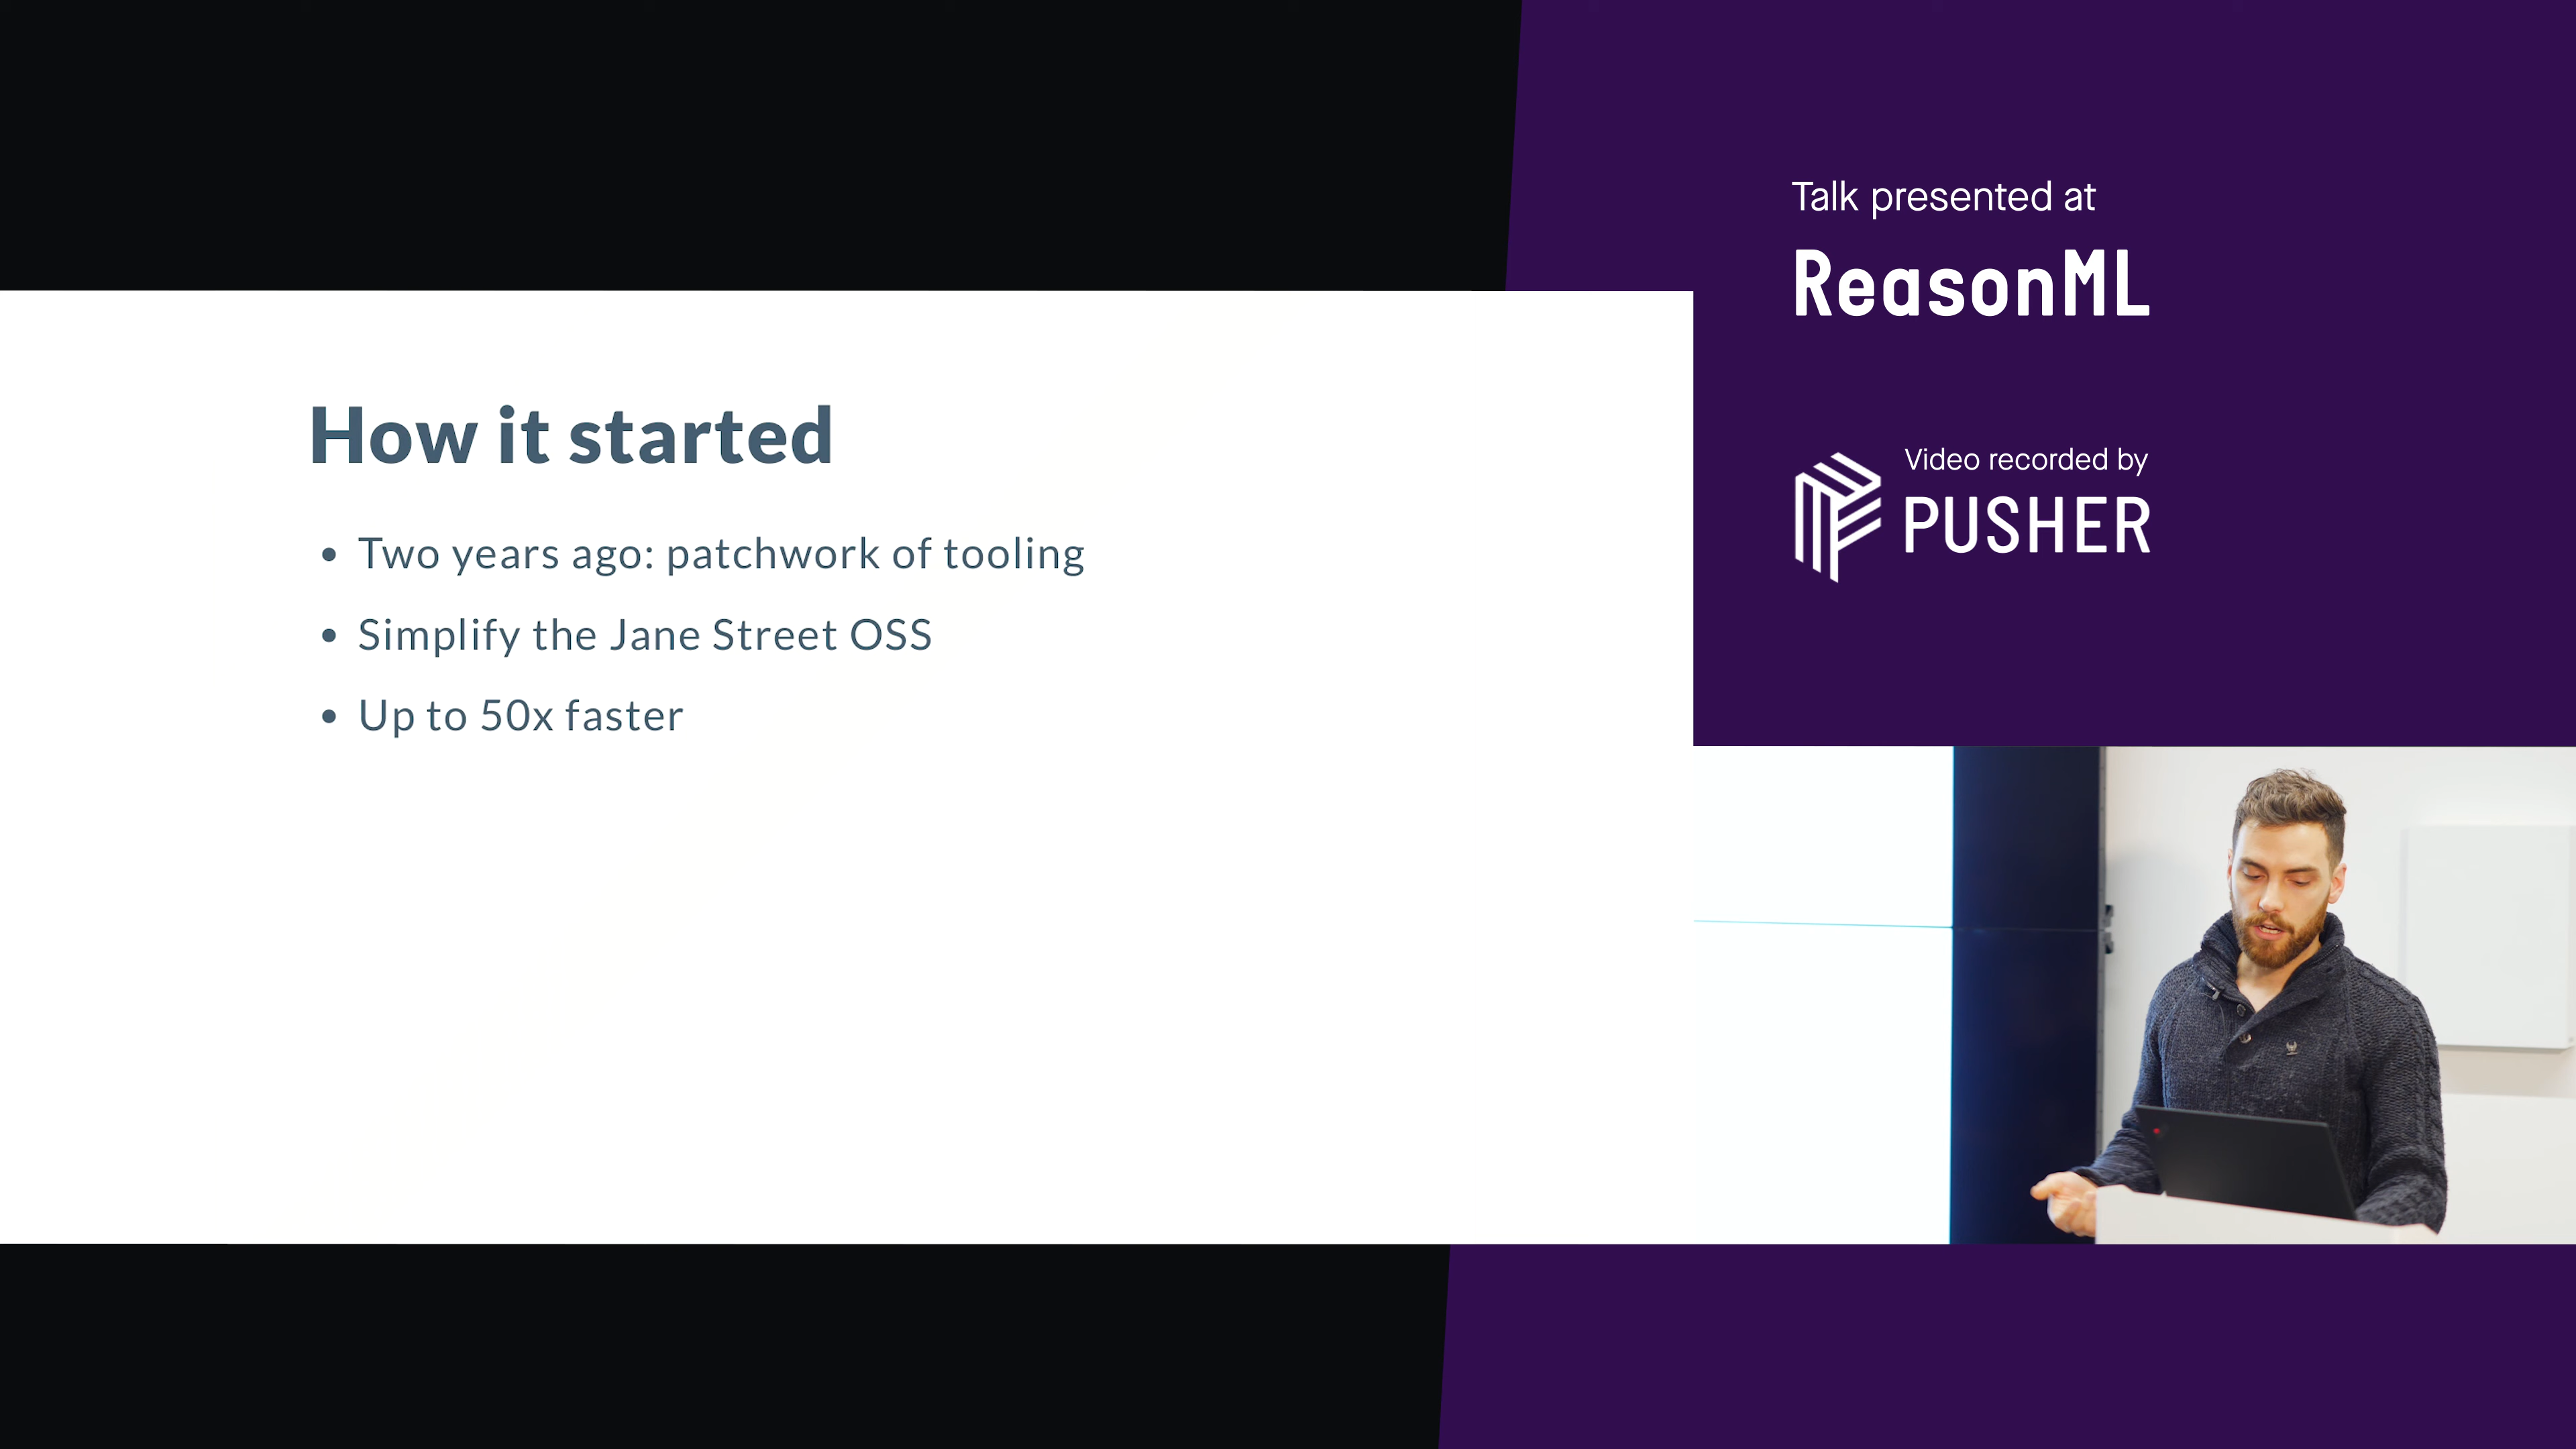 How it started
Two years ago: patchwork of tooling
Simplify the Jane Street OSS
Up to 50x faster
Talk presented at
ReasonML
Video recorded by
PUSHER